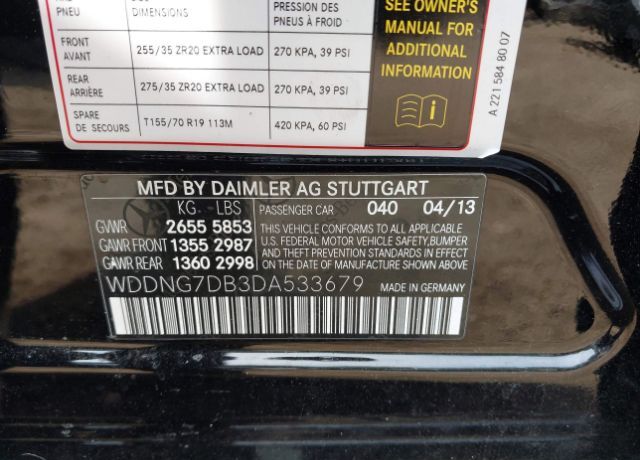 PNEU DIMENSIONS PRESSION DES
PNEUS À FROID
FRONT
AVANT 255/35 ZR20 EXTRA LOAD 270 KPA, 39 PSI
REAR
ARRIÈRE 275/35 ZR20 EXTRA LOAD 270 KPA, 39 PSI
SPARE
DE SECOURS T155/70 R19 113M 420 KPA, 60 PSI
SEE OWNER'S
MANUAL FOR
ADDITIONAL
INFORMATION
A 221 584 80 07
MFD BY DAIMLER AG STUTTGART
KG. -LBS
GVWR 2655 5853
GAWR FRONT 1355 2987
GAWR REAR 1360 2998
PASSENGER CAR 040 04/13
THIS VEHICLE CONFORMS TO ALL APPLICABLE
U.S. FEDERAL MOTOR VEHICLE SAFETY, BUMPER
AND THEFT PREVENTION STANDARDS IN EFFECT
ON THE DATE OF MANUFACTURE SHOWN ABOVE
WDDNG7DB3DA533679 MADE IN GERMANY